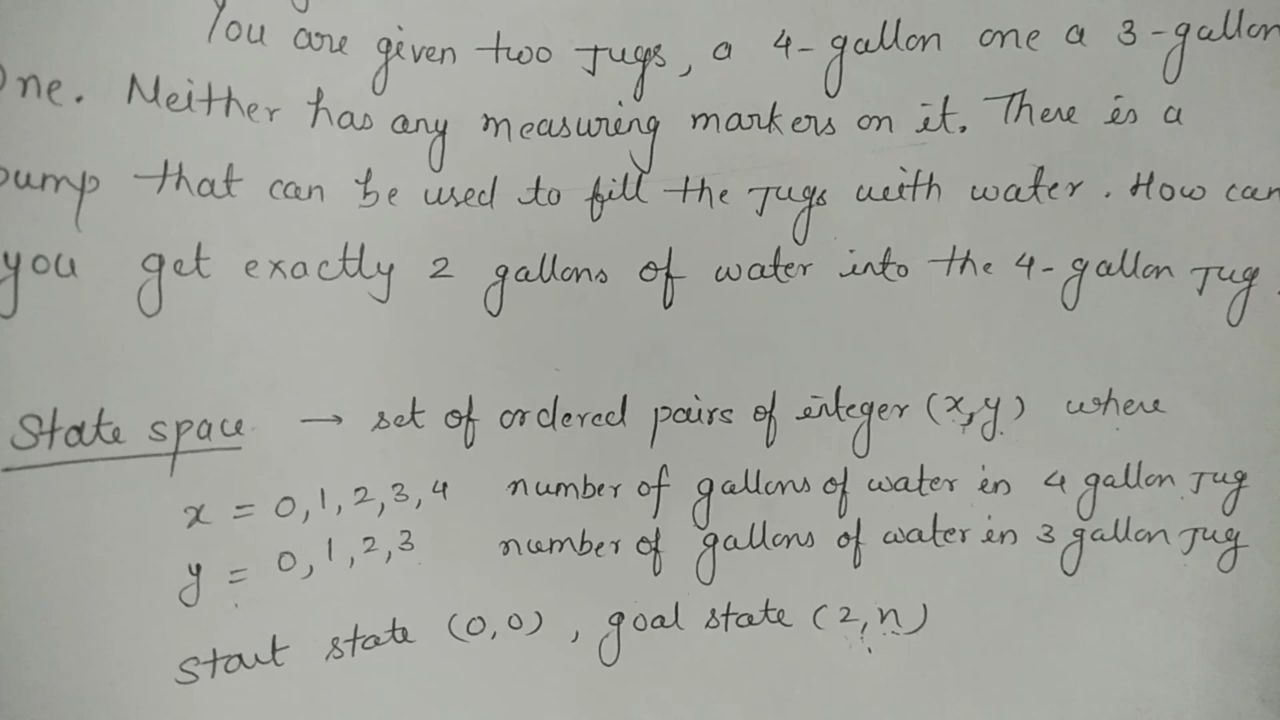 You are given two Jugs, a 4-gallon one a 3-gallon
One. Neither has any measuring markers on it. There is a
pump that can be used to fill the Jugs with water. How can
you get exactly 2 gallons of water into the 4-gallon Jug.
State space → set of ordered pairs of integer (x,y) where
x = 0,1,2,3,4 number of gallons of water in 4 gallon Jug
y = 0,1,2,3 number of gallons of water in 3 gallon Jug
start state (0,0), goal state (2,n)